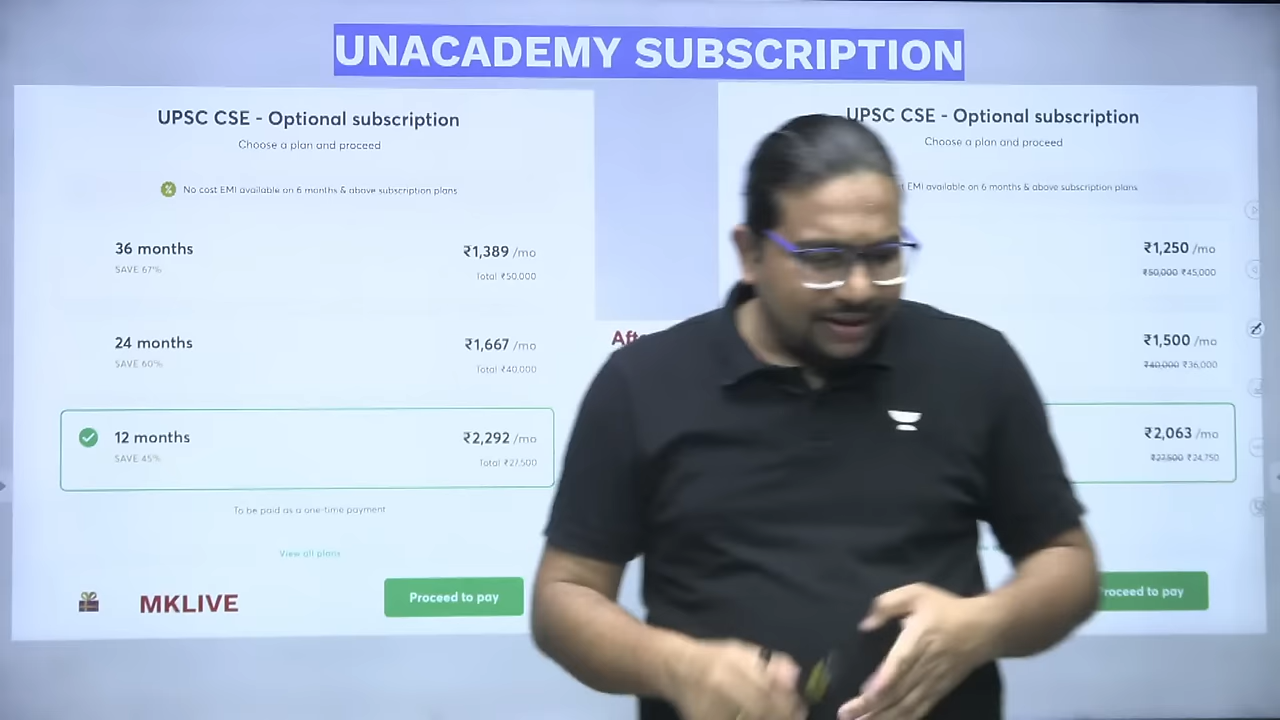 UNACADEMY SUBSCRIPTION
UPSC CSE - Optional subscription
Choose a plan and proceed
No cost EMI available on 6 months & above subscription plans
36 months
₹1,389 /mo
SAVE 67%
Total ₹50,000
24 months
₹1,667 /mo
SAVE 60%
Total ₹40,000
12 months
₹2,292 /mo
SAVE 45%
Total ₹27,500
To be paid as a one-time payment
View all plans
MKLIVE
Proceed to pay
UPSC CSE - Optional subscription
Choose a plan and proceed
EMI available on 6 months & above subscription plans
₹1,250 /mo
₹50,000 ₹45,000
₹1,500 /mo
₹40,000 ₹36,000
₹2,063 /mo
₹27,500 ₹24,750
roceed to pay